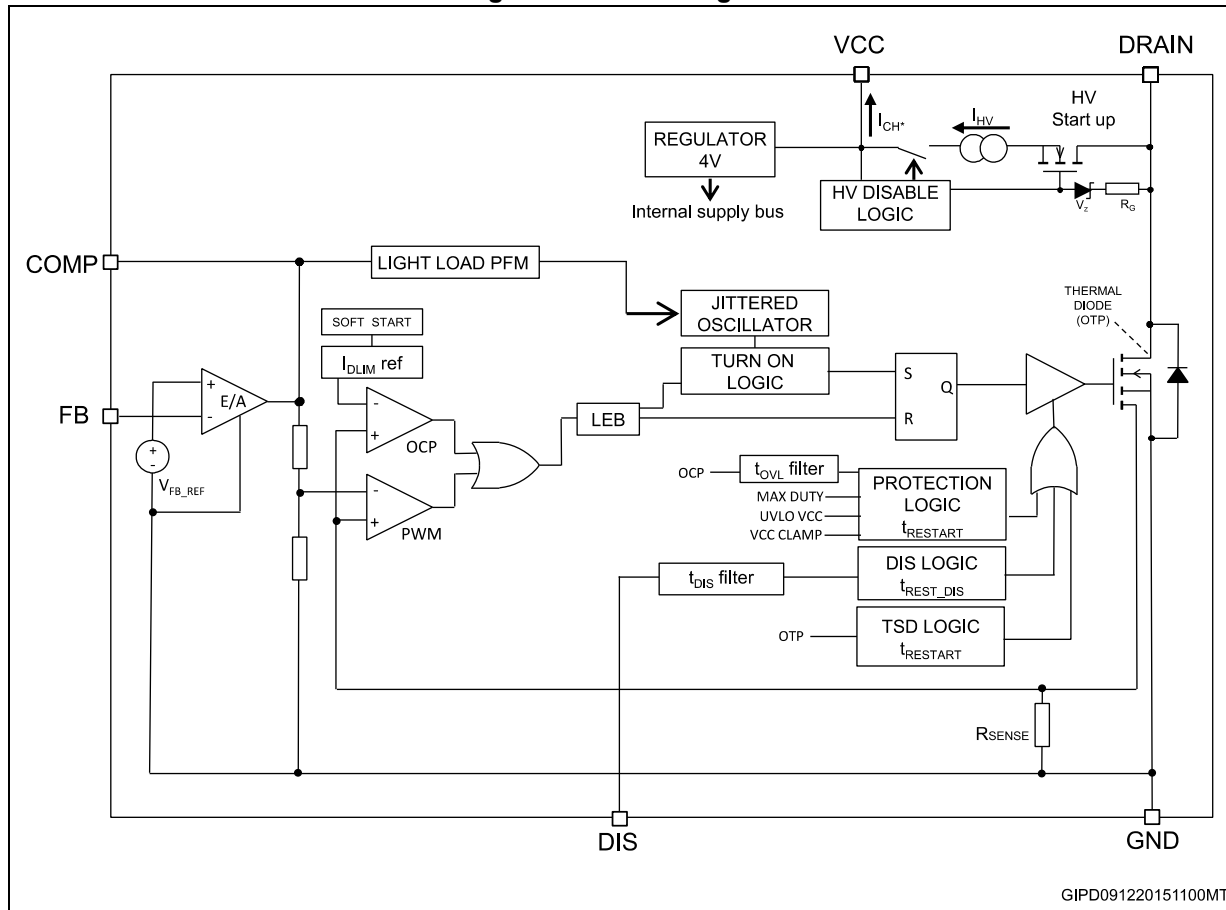 VCC
DRAIN
I_CH*
I_HV
HV
Start up
REGULATOR
4V
Internal supply bus
HV DISABLE
LOGIC
V_Z
R_G
COMP
LIGHT LOAD PFM
SOFT START
I_DLIM ref
JITTERED
OSCILLATOR
TURN ON
LOGIC
THERMAL
DIODE
(OTP)
FB
+
E/A
-
+
-
V_FB_REF
-
+
OCP
-
+
PWM
LEB
S
Q
R
OCP
t_OVL filter
MAX DUTY
UVLO VCC
VCC CLAMP
PROTECTION
LOGIC
t_RESTART
t_DIS filter
DIS LOGIC
t_REST_DIS
OTP
TSD LOGIC
t_RESTART
R_SENSE
DIS
GND
GIPD091220151100MT